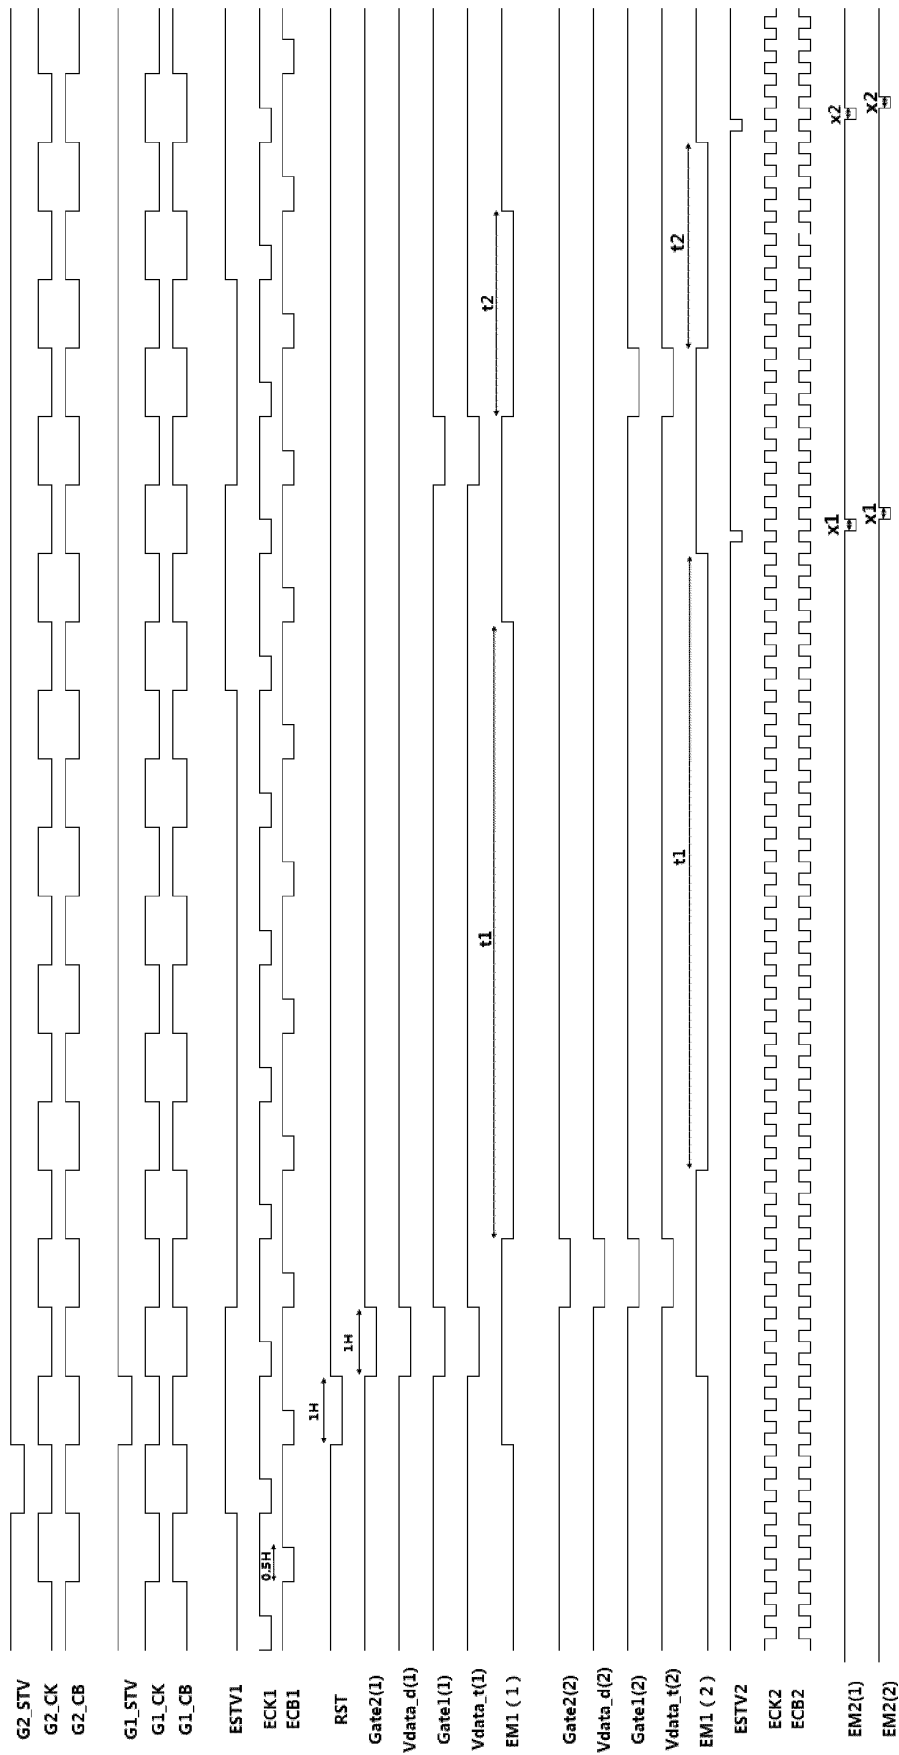 G2_STV
G2_CK
G2_CB
G1_STV
G1_CK
G1_CB
ESTV1
ECK1
0.5H
ECB1
RST
1H
Gate2(1)
1H
Vdata_d(1)
Gate1(1)
Vdata_t(1)
EM1 ( 1 )
t1
t2
Gate2(2)
Vdata_d(2)
Gate1(2)
Vdata_t(2)
EM1 ( 2 )
t1
t2
ESTV2
ECK2
ECB2
EM2(1)
x1
x2
EM2(2)
x1
x2